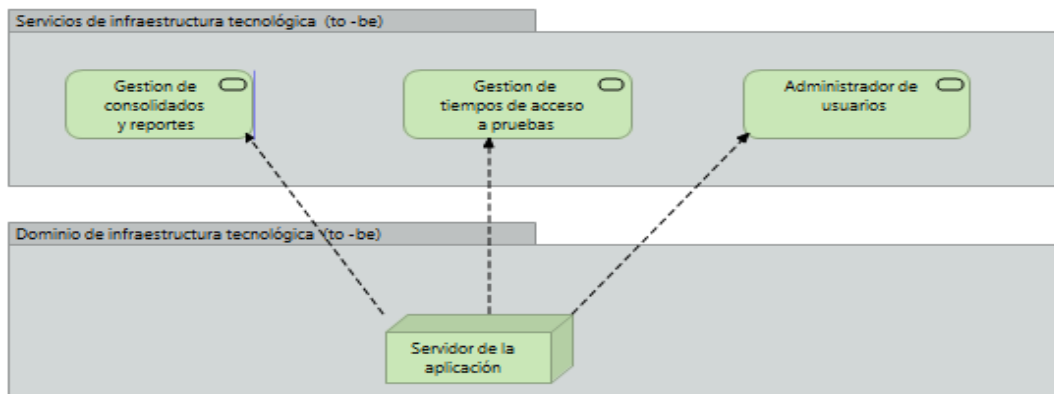 Servicios de infraestructura tecnológica (to -be)
Gestion de
consolidados
y reportes
Gestion de
tiempos de acceso
a pruebas
Administrador de
usuarios
Dominio de infraestructura tecnológica (to -be)
Servidor de la
aplicación